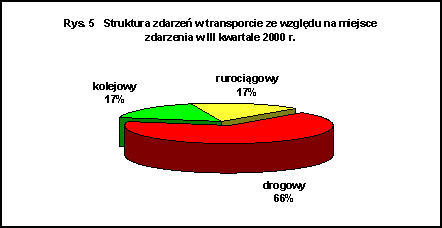 Rys. 5 Struktura zdarzeń w transporcie ze względu na miejsce
zdarzenia w III kwartale 2000 r.
rurociągowy
17%
kolejowy
17%
drogowy
66%